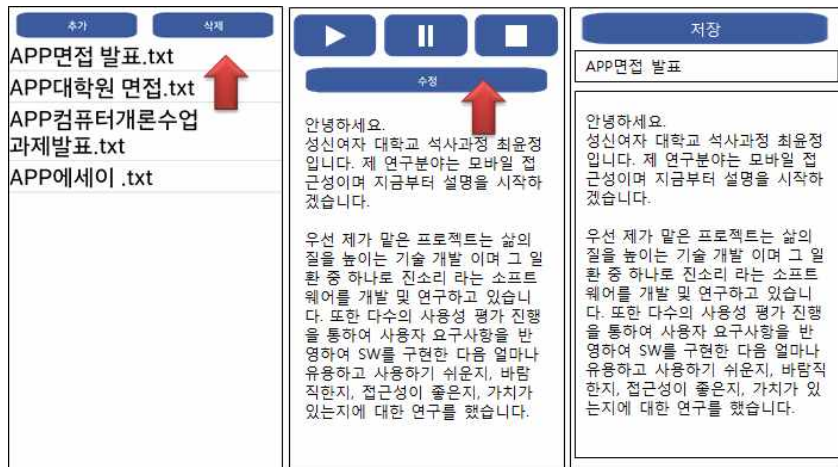 추가
삭제
APP면접 발표.txt
APP대학원 면접.txt
APP컴퓨터개론수업
과제발표.txt
APP에세이 .txt
수정
안녕하세요.
성신여자 대학교 석사과정 최윤정
입니다. 제 연구분야는 모바일 접
근성이며 지금부터 설명을 시작하
겠습니다.
우선 제가 맡은 프로젝트는 삶의
질을 높이는 기술 개발 이며 그 일
환 중 하나로 진소리 라는 소프트
웨어를 개발 및 연구하고 있습니
다. 또한 다수의 사용성 평가 진행
을 통하여 사용자 요구사항을 반
영하여 SW를 구현한 다음 얼마나
유용하고 사용하기 쉬운지, 바람
직한지, 접근성이 좋은지, 가치가
있는지에 대한 연구를 했습니다.
저장
APP면접 발표
안녕하세요.
성신여자 대학교 석사과정 최윤정
입니다. 제 연구분야는 모바일 접
근성이며 지금부터 설명을 시작하
겠습니다.
우선 제가 맡은 프로젝트는 삶의
질을 높이는 기술 개발 이며 그 일
환 중 하나로 진소리 라는 소프트
웨어를 개발 및 연구하고 있습니
다. 또한 다수의 사용성 평가 진행
을 통하여 사용자 요구사항을 반
영하여 SW를 구현한 다음 얼마나
유용하고 사용하기 쉬운지, 바람직
한지, 접근성이 좋은지, 가치가 있
는지에 대한 연구를 했습니다.